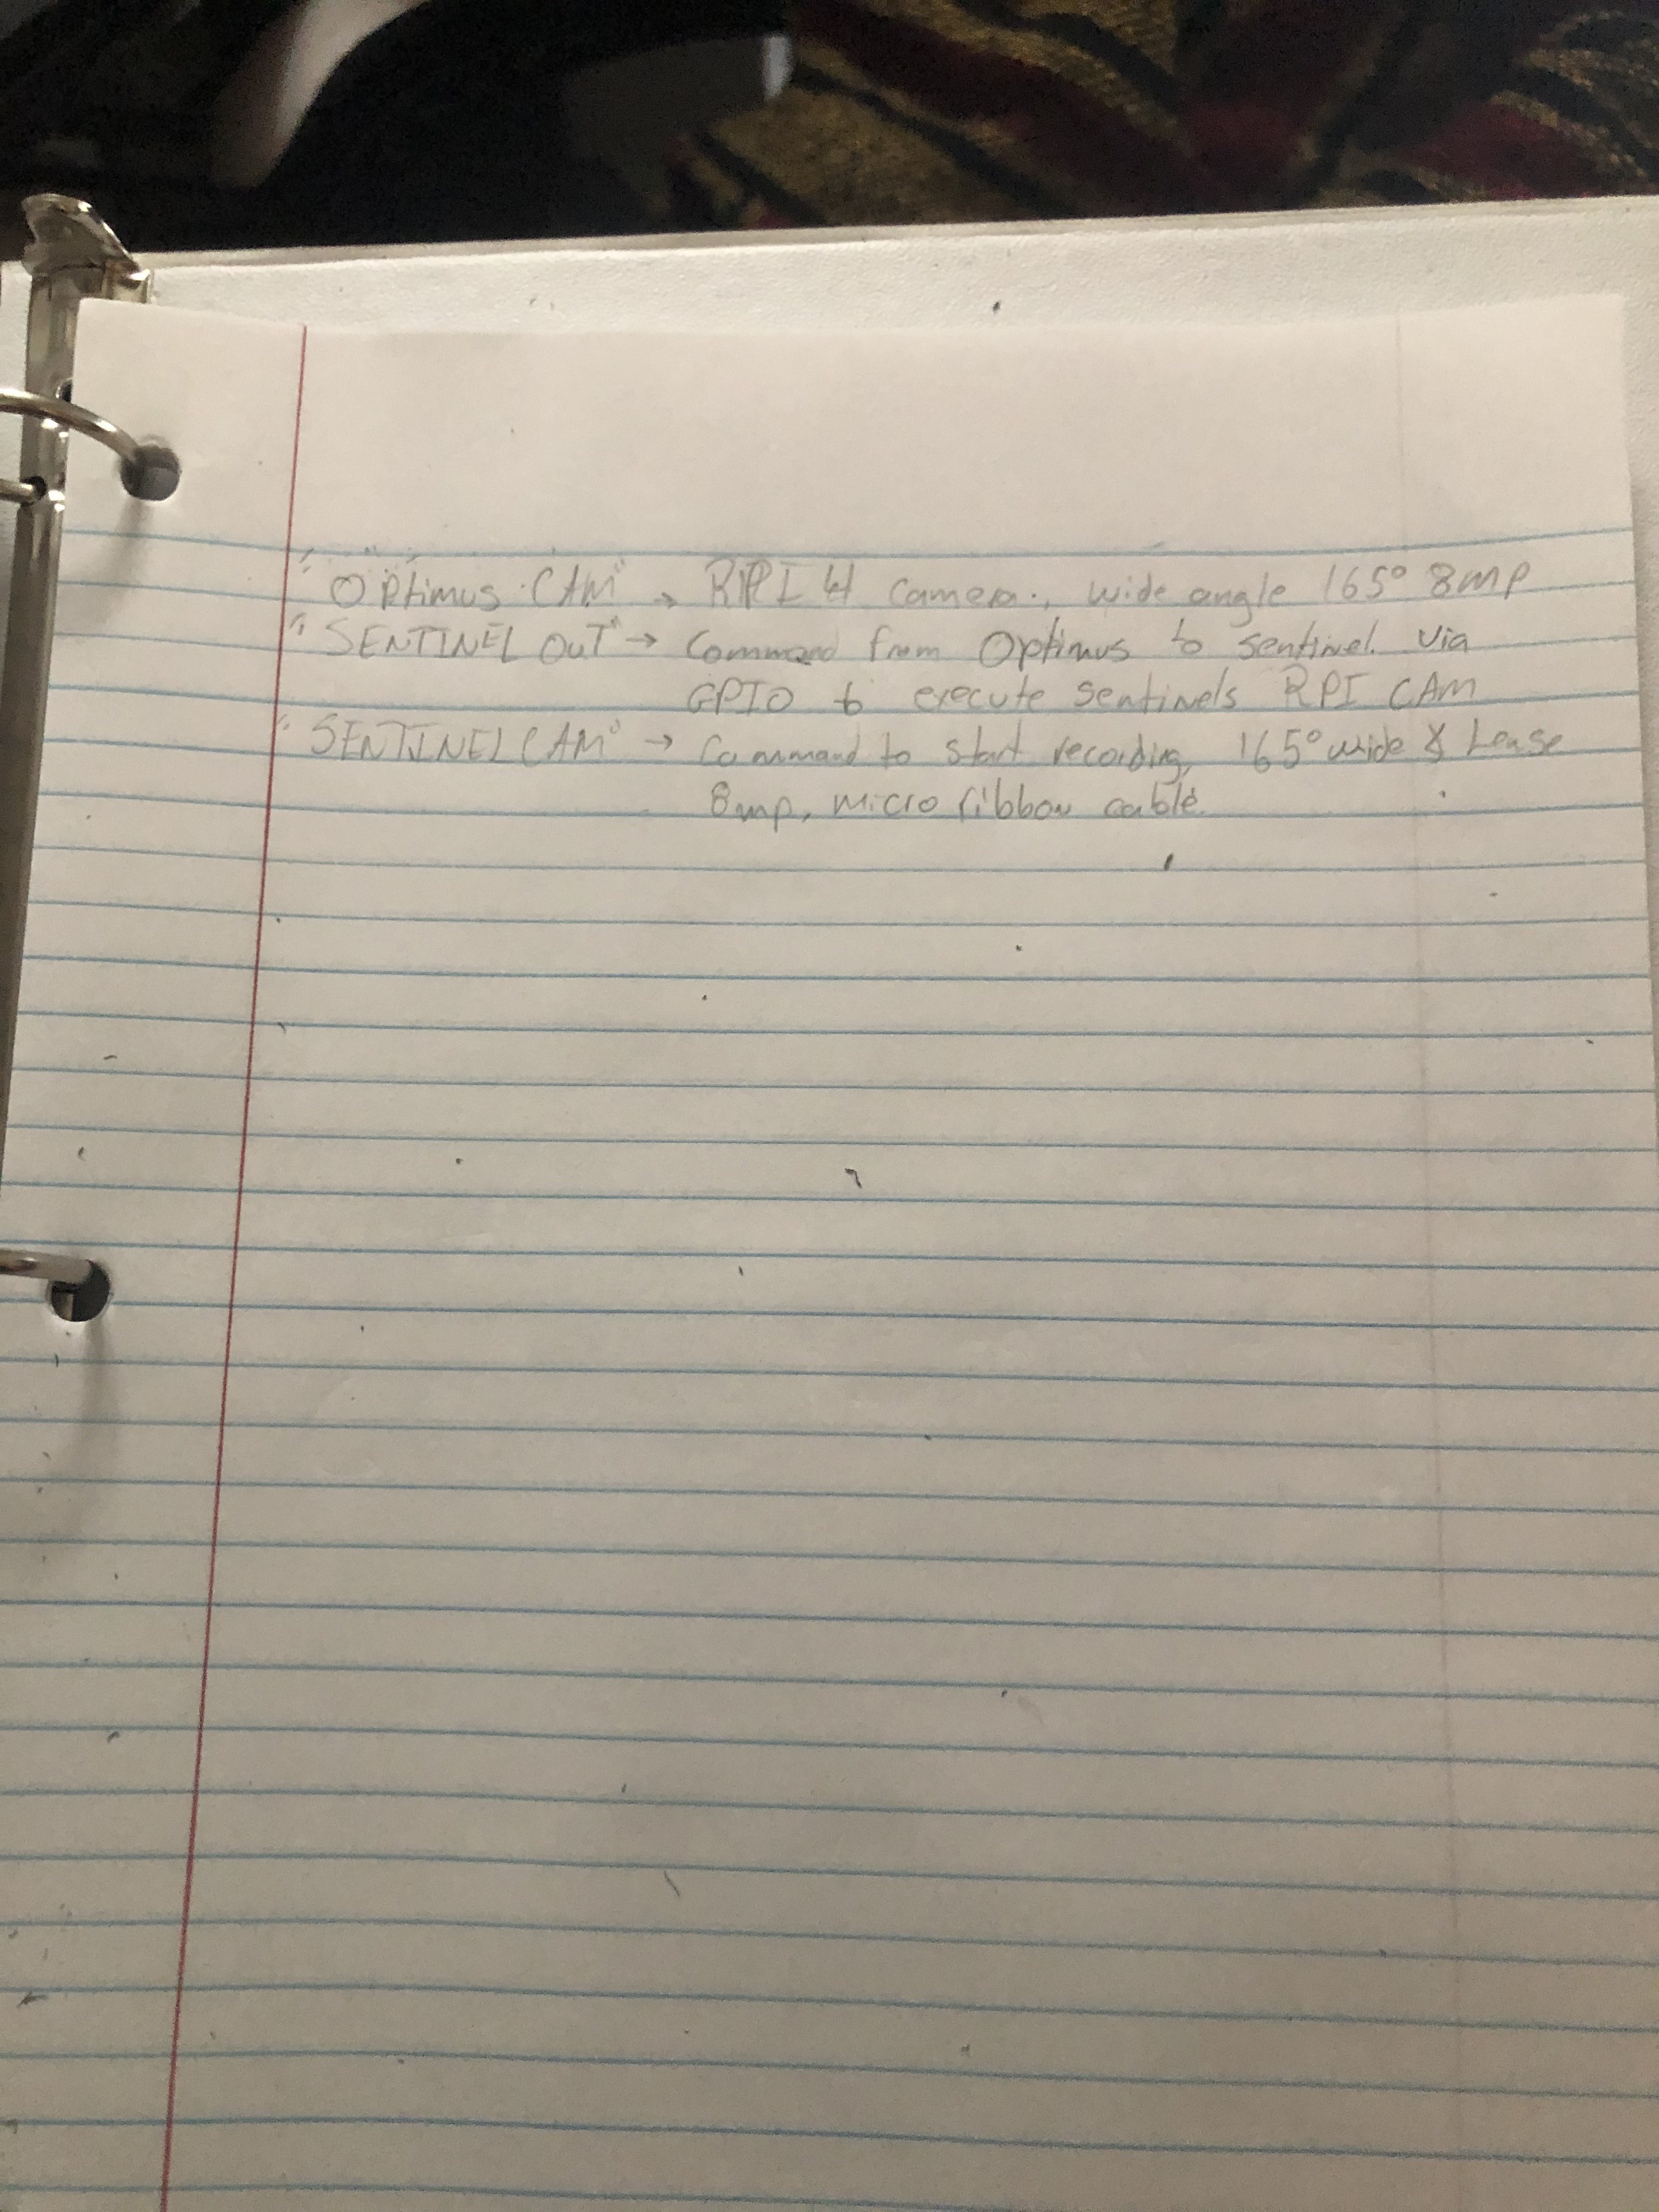 "Optimus CAM" → RPI 4 Camera, wide angle 165° 8mp
"SENTINEL OUT" → Command from Optimus to sentinel via
GPIO to execute sentinels RPI CAM
"SENTINEL CAM" → Command to start recording, 165° wide & Lease
8mp, micro ribbon cable.